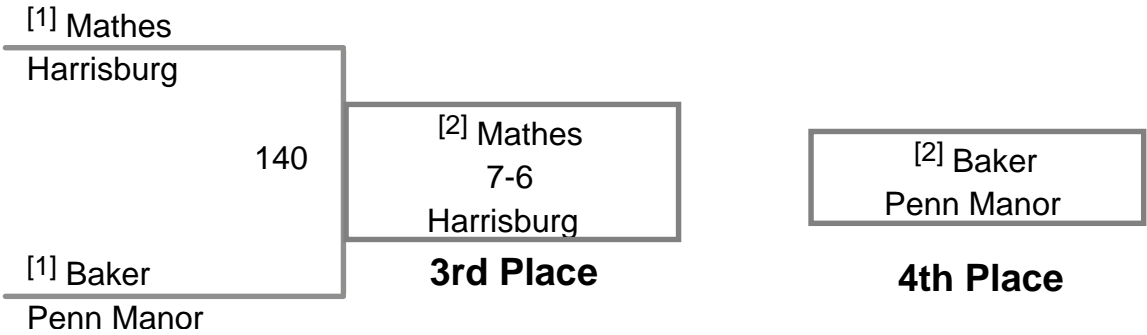 [1] Mathes
Harrisburg
140
[2] Mathes
7-6
Harrisburg
3rd Place
[1] Baker
Penn Manor
[2] Baker
Penn Manor
4th Place